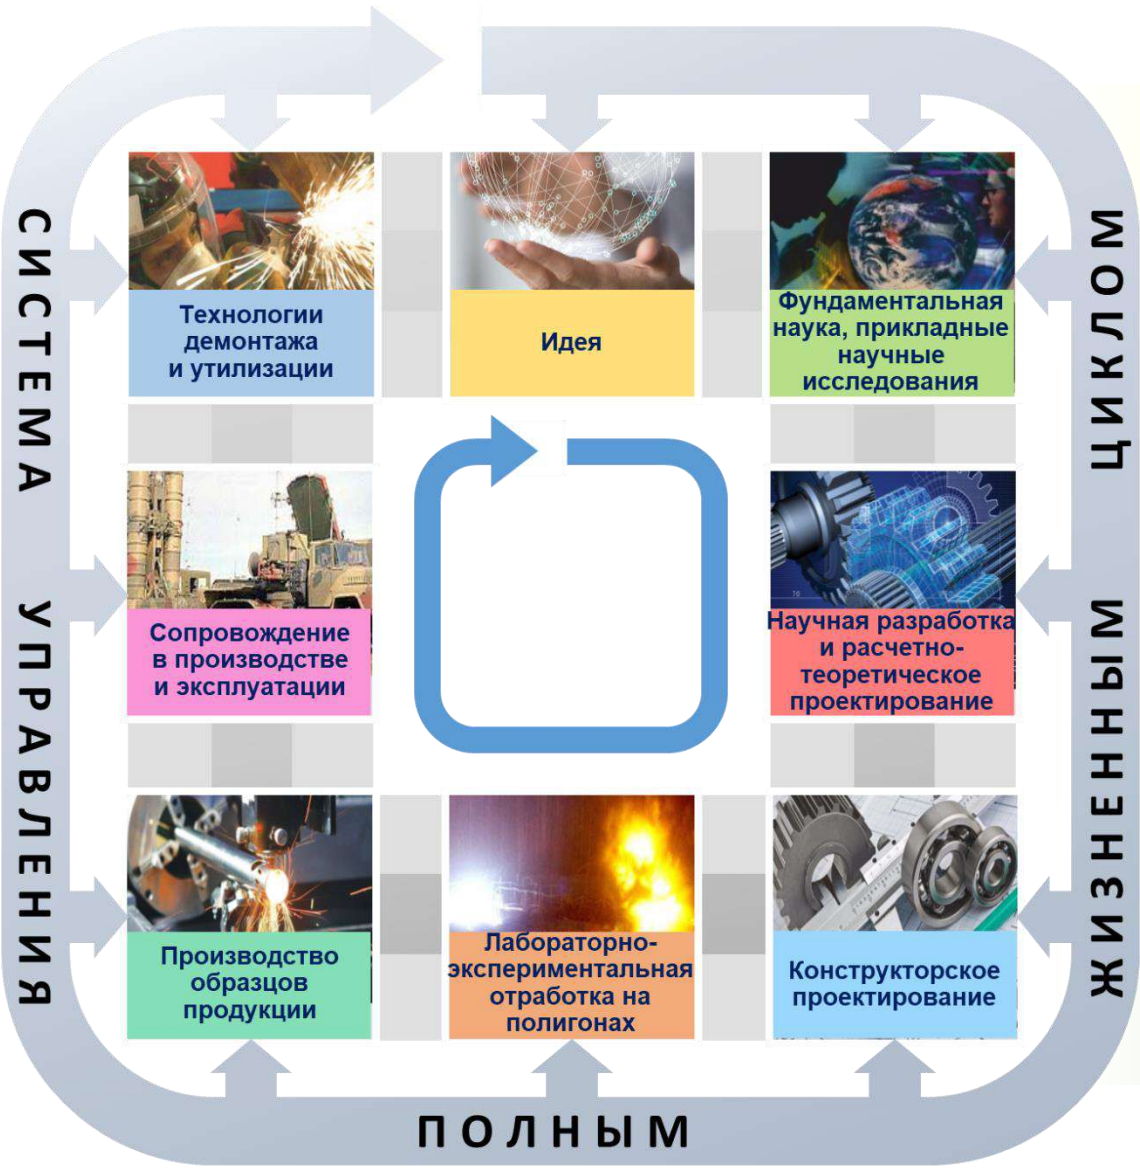 СИСТЕМА УПРАВЛЕНИЯ
ПОЛНЫМ
ЖИЗНЕННЫМ ЦИКЛОМ
Технологии
демонтажа
и утилизации
Идея
Фундаментальная
наука, прикладные
научные
исследования
Сопровождение
в производстве
и эксплуатации
Научная разработка
и расчетно-
теоретическое
проектирование
Производство
образцов
продукции
Лабораторно-
экспериментальная
отработка на
полигонах
Конструкторское
проектирование